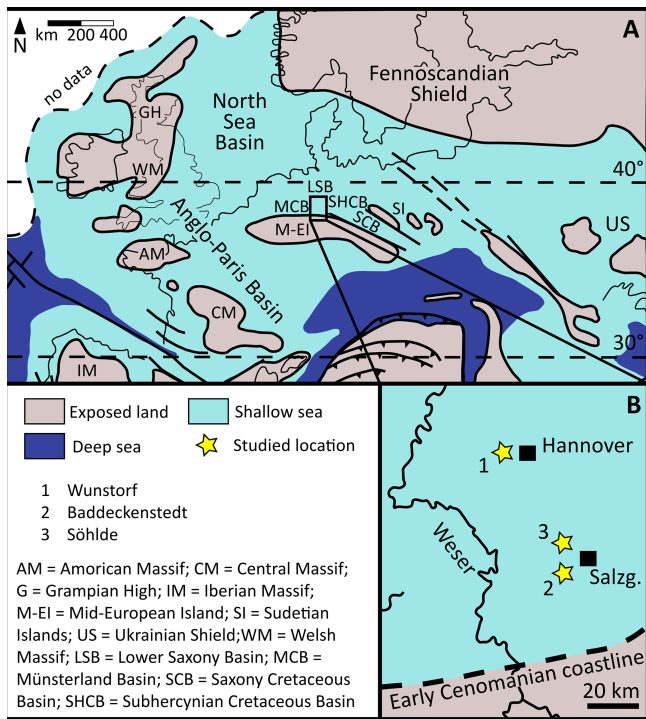 km 200 400
N
A
no data
North
Sea
Basin
Fennoscandian
Shield
GH
WM
40°
LSB
MCB
SHCB
SCB
SI
M-EI
US
Anglo-Paris Basin
AM
CM
IM
30°
Exposed land
Shallow sea
Deep sea
Studied location
1 Wunstorf
2 Baddeckenstedt
3 Söhlde
AM = Amorican Massif; CM = Central Massif;
G = Grampian High; IM = Iberian Massif;
M-EI = Mid-European Island; SI = Sudetian
Islands; US = Ukrainian Shield;WM = Welsh
Massif; LSB = Lower Saxony Basin; MCB =
Münsterland Basin; SCB = Saxony Cretaceous
Basin; SHCB = Subhercynian Cretaceous Basin
B
Hannover
1
Weser
3
Salzg.
2
Early Cenomanian coastline
20 km